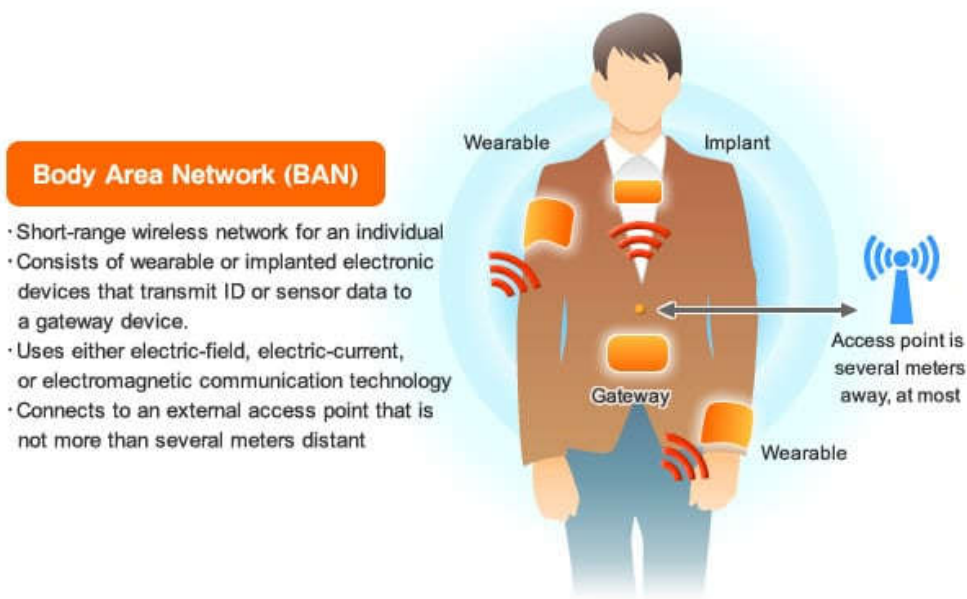 Body Area Network (BAN)
· Short-range wireless network for an individual
· Consists of wearable or implanted electronic
devices that transmit ID or sensor data to
a gateway device.
· Uses either electric-field, electric-current,
or electromagnetic communication technology
· Connects to an external access point that is
not more than several meters distant
Wearable
Implant
Gateway
Wearable
Access point is
several meters
away, at most